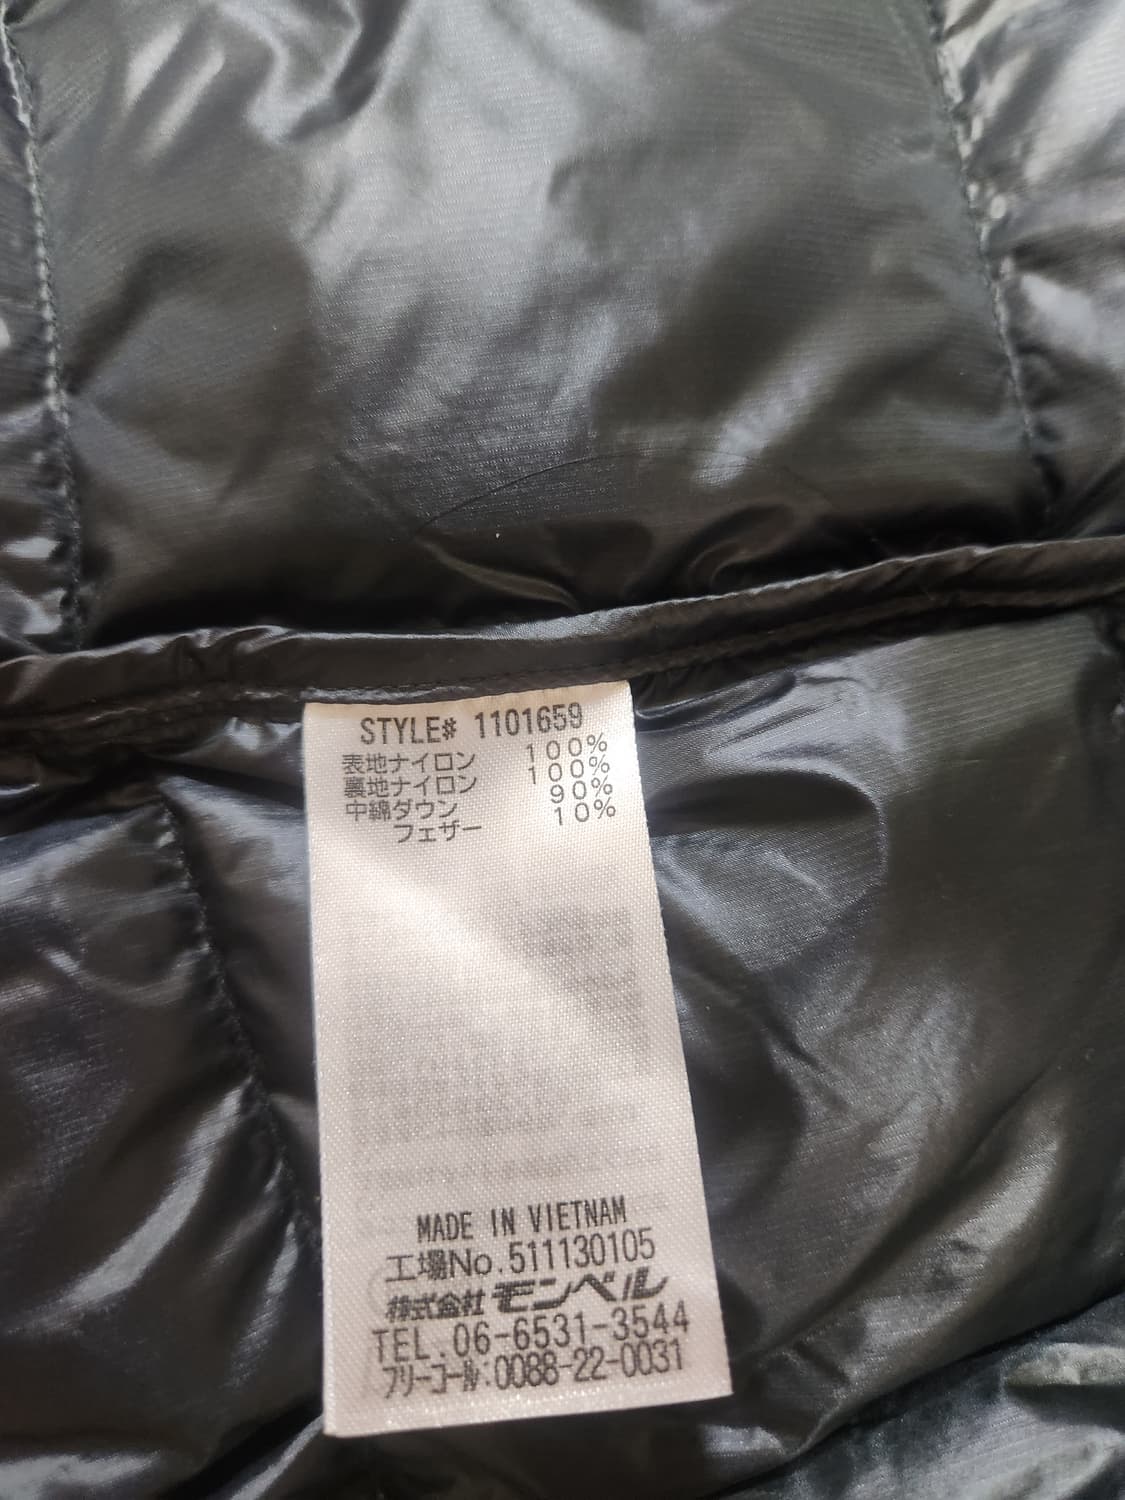 STYLE# 1101659
表地ナイロン 100%
裏地ナイロン 100%
中綿ダウン 90%
フェザー 10%
MADE IN VIETNAM
工場No.511130105
株式会社モンベル
TEL.06-6531-3544
フリーコール:0088-22-0031